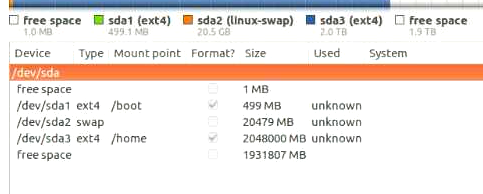 free space sda1 (ext4) sda2 (linux-swap) sda3 (ext4) free space
1.0 MB 499.1 MB 20.5 GB 2.0 TB 1.9 TB
Device Type Mount point Format? Size Used System
/dev/sda
free space 1 MB
/dev/sda1 ext4 /boot 499 MB unknown
/dev/sda2 swap 20479 MB unknown
/dev/sda3 ext4 /home 2048000 MB unknown
free space 1931807 MB